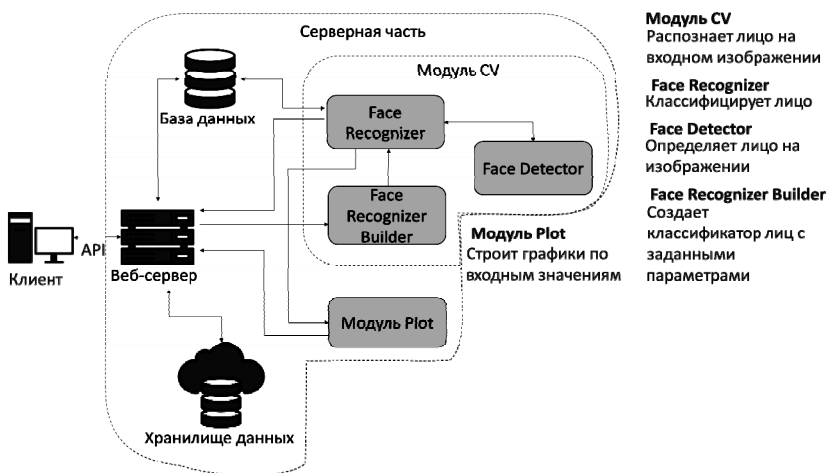 Серверная часть
Модуль CV
База данных
Face
Recognizer
Face Detector
Face
Recognizer
Builder
API
Клиент
Веб-сервер
Модуль Plot
Строит графики по
входным значениям
Модуль Plot
Хранилище данных
Модуль CV
Распознает лицо на
входном изображении
Face Recognizer
Классифицирует лицо
Face Detector
Определяет лицо на
изображении
Face Recognizer Builder
Создает
классификатор лиц с
заданными
параметрами